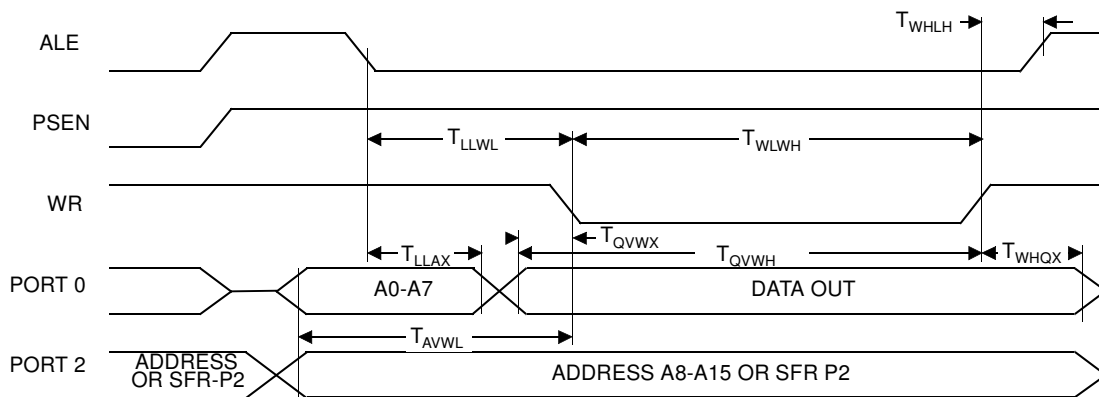 T_WHLH
ALE
PSEN
T_LLWL
T_WLWH
WR
T_QVWX
T_LLAX
T_QVWH
T_WHQX
PORT 0
A0-A7
DATA OUT
T_AVWL
PORT 2
ADDRESS
OR SFR-P2
ADDRESS A8-A15 OR SFR P2